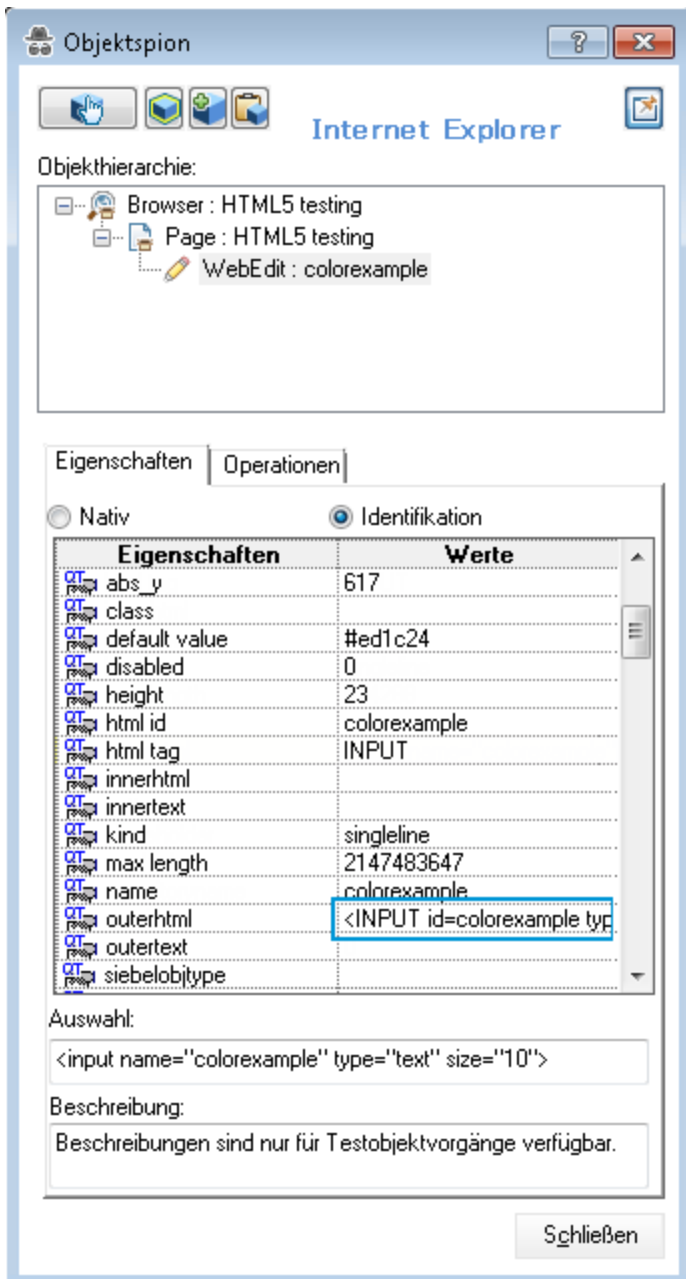 Objektspion
Internet Explorer
Objekthierarchie:
Browser : HTML5 testing
Page : HTML5 testing
WebEdit : colorexample
Eigenschaften Operationen
Nativ Identifikation
Eigenschaften Werte
abs_y 617
class
default value #ed1c24
disabled 0
height 23
html id colorexample
html tag INPUT
innerhtml
innertext
kind singleline
max length 2147483647
name colorexample
outerhtml <INPUT id=colorexample typ
outertext
siebelobjtype
Auswahl:
<input name="colorexample" type="text" size="10">
Beschreibung:
Beschreibungen sind nur für Testobjektvorgänge verfügbar.
Schließen